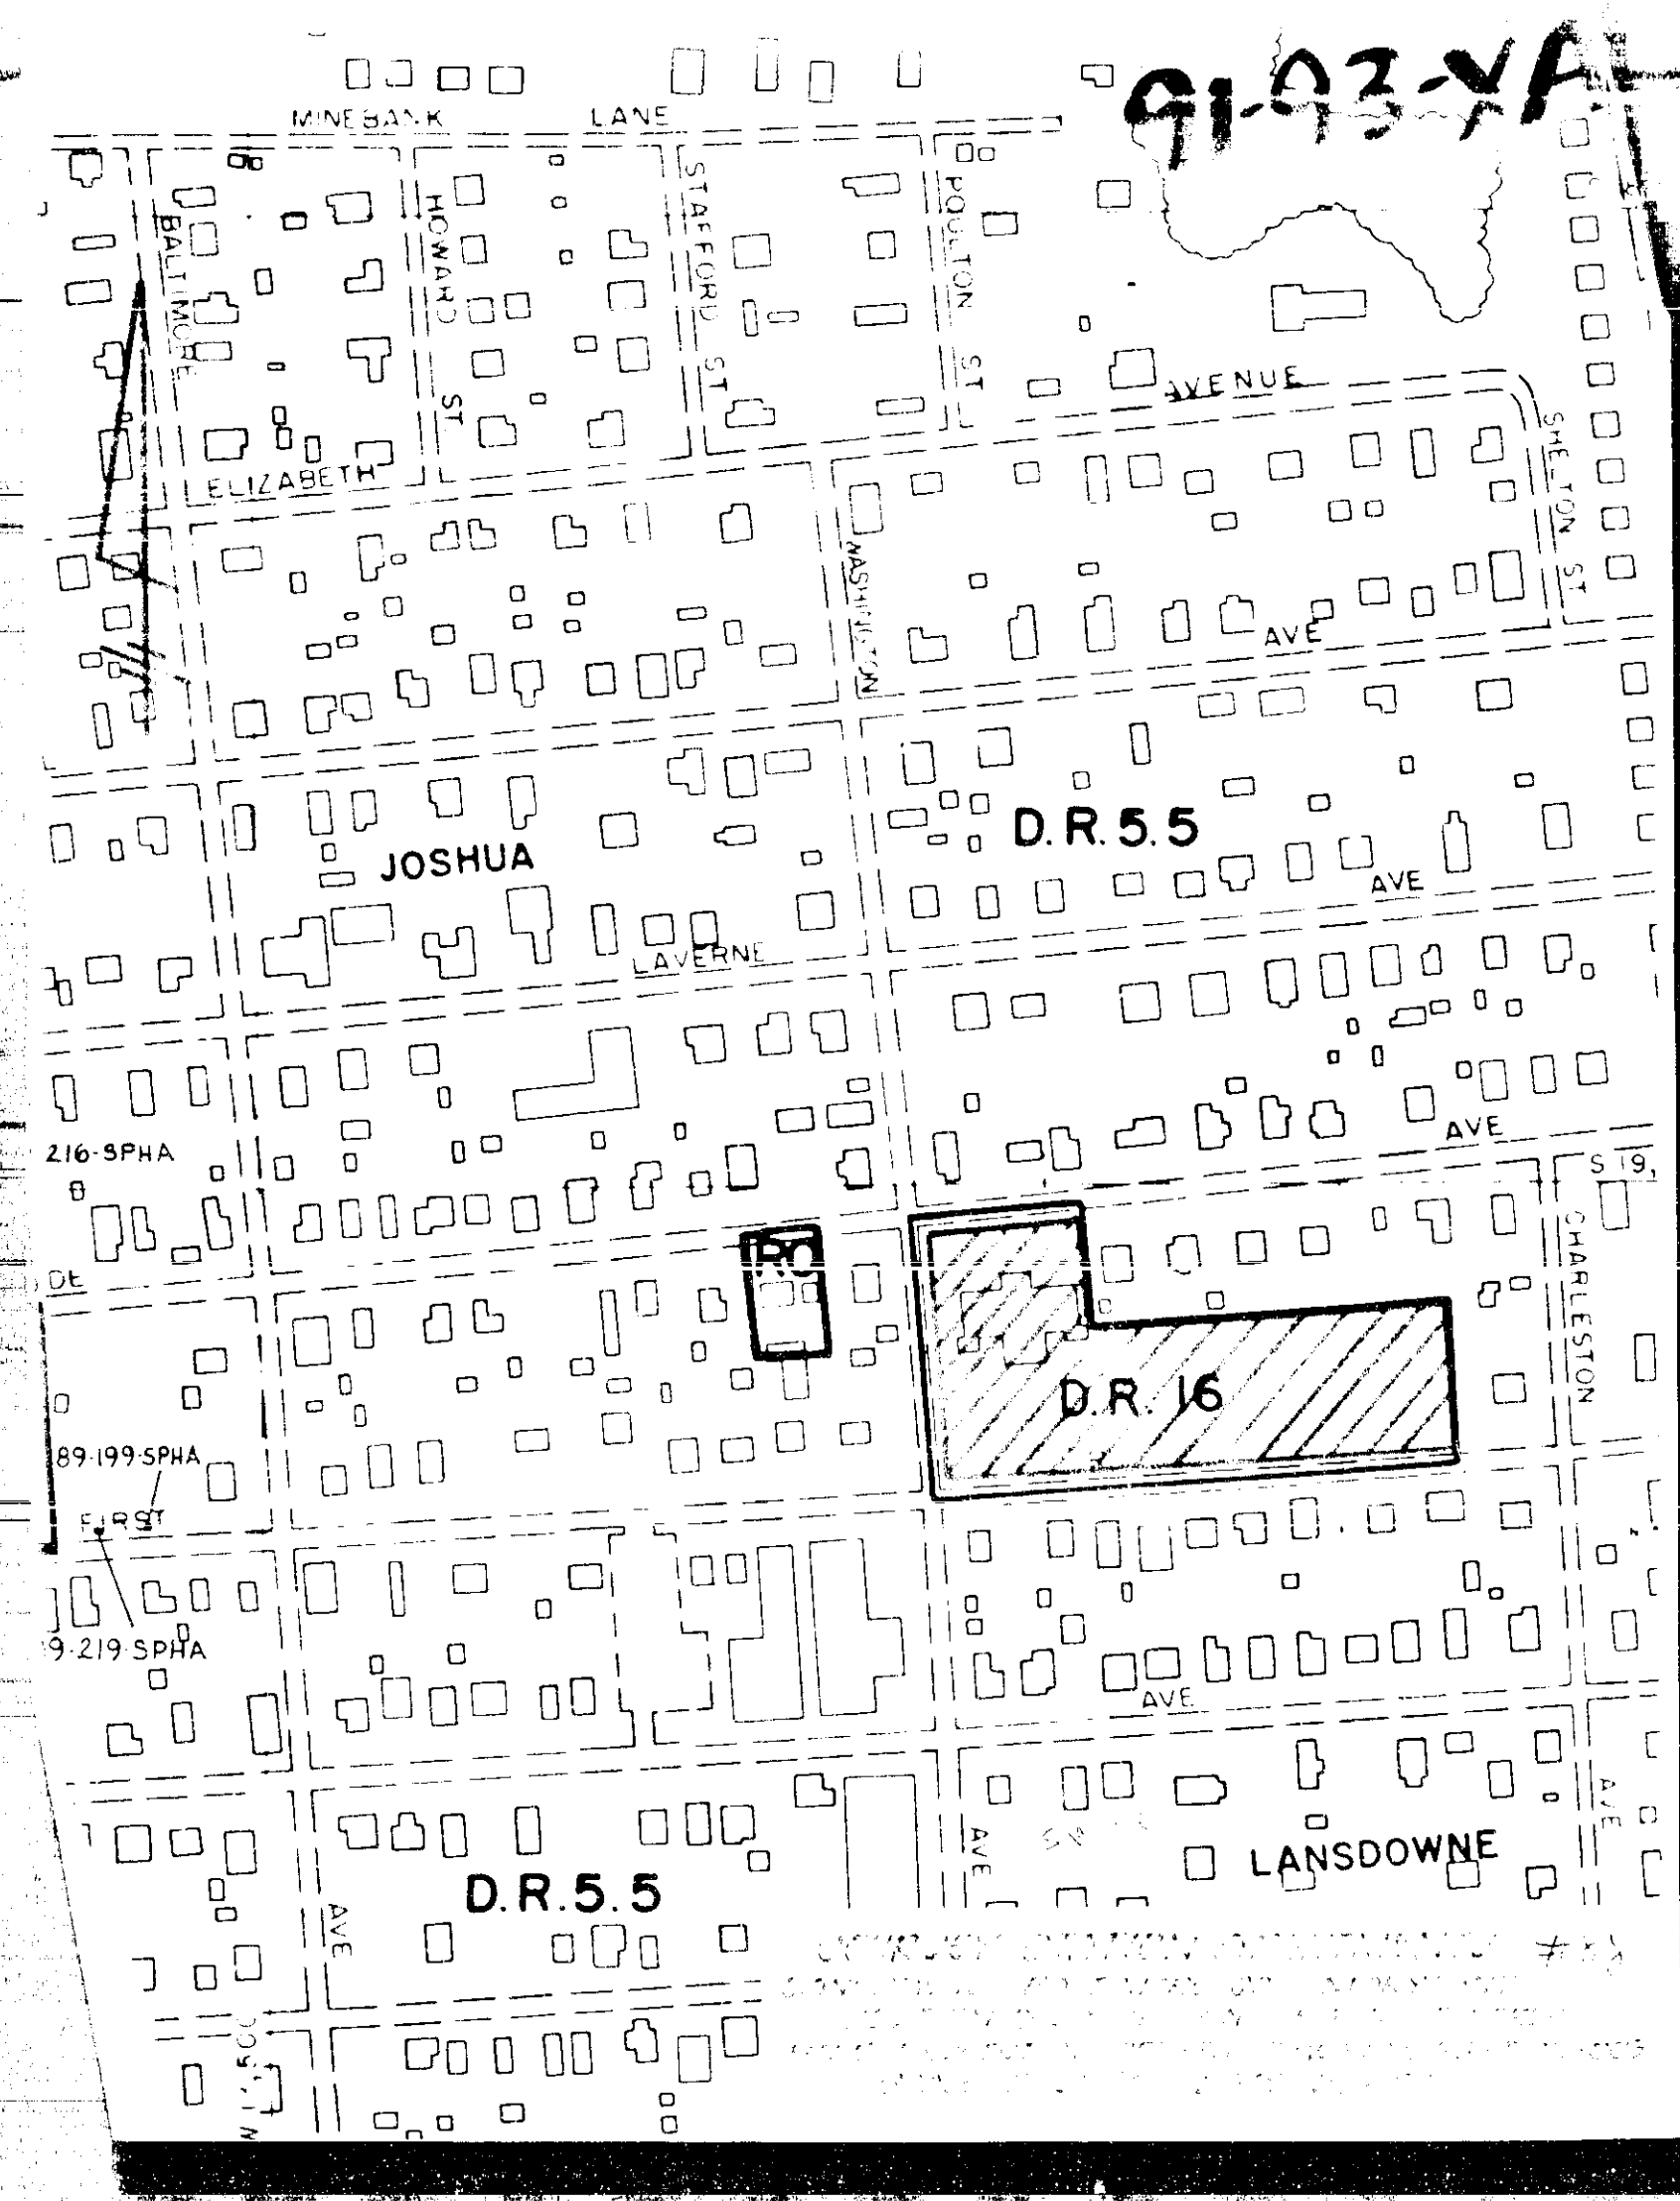 91-93-XA
MINEBANK LANE
BALTIMORE
HOWARD ST
STAFFORD ST
POULTON ST
AVENUE
SHELTON ST
ELIZABETH
WASHINGTON
AVE
D.R.5.5
JOSHUA
AVE
LAVERNE
216-SPHA
AVE
S 19,
CHARLESTON
RO
DE
D.R. 16
89-199-SPHA
FIRST
9-219-SPHA
AVE
AVE
AVE
LANSDOWNE
D.R.5.5
AVE